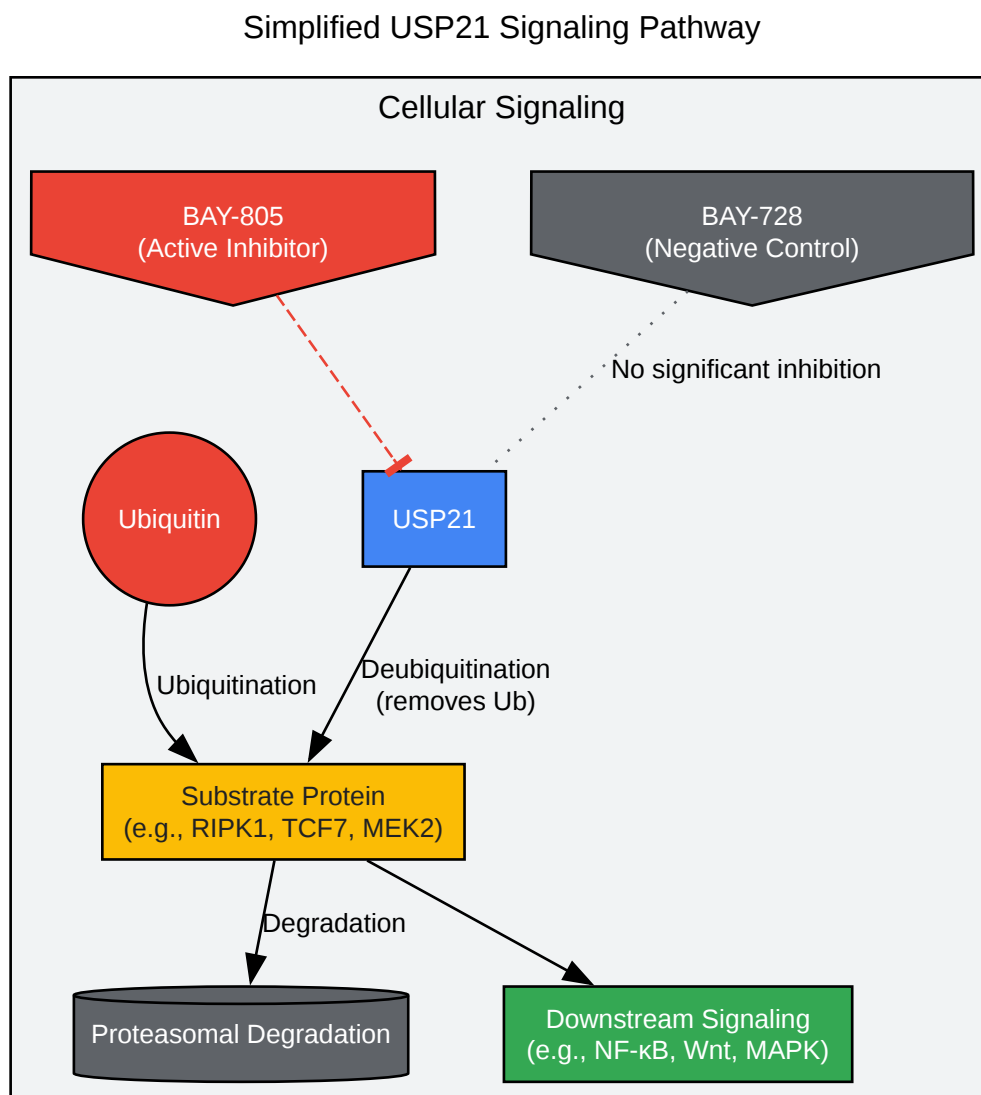 Simplified USP21 Signaling Pathway
Cellular Signaling
BAY-805
(Active Inhibitor)
BAY-728
(Negative Control)
No significant inhibition
Ubiquitin
USP21
Ubiquitination
Deubiquitination
(removes Ub)
Substrate Protein
(e.g., RIPK1, TCF7, MEK2)
Degradation
Proteasomal Degradation
Downstream Signaling
(e.g., NF-κB, Wnt, MAPK)